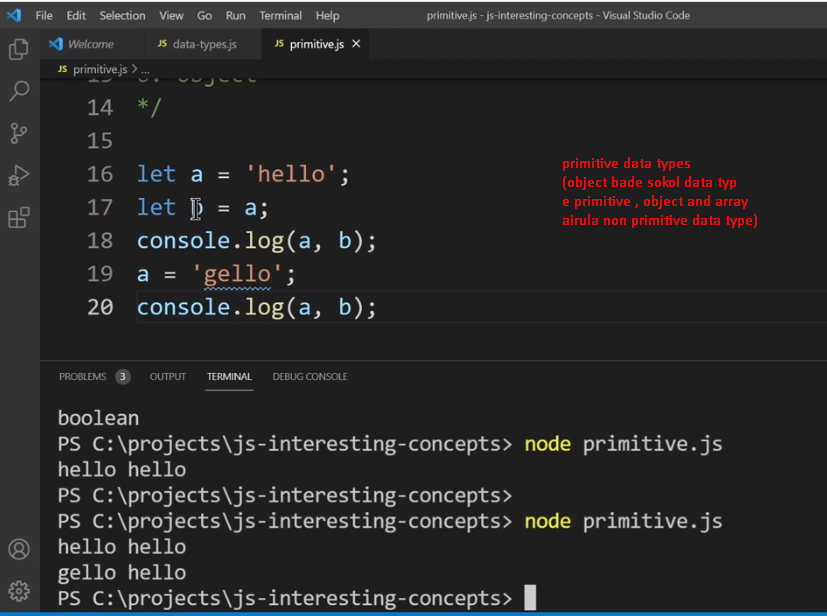 File Edit Selection View Go Run Terminal Help primitive.js - js-interesting-concepts - Visual Studio Code
Welcome JS data-types.js JS primitive.js ×
JS primitive.js > ...
14 */
15
16 let a = 'hello';
17 let b = a;
18 console.log(a, b);
19 a = 'gello';
20 console.log(a, b);
primitive data types
(object bade sokol data typ
e primitive , object and array
airula non primitive data type)
PROBLEMS 3 OUTPUT TERMINAL DEBUG CONSOLE
boolean
PS C:\projects\js-interesting-concepts> node primitive.js
hello hello
PS C:\projects\js-interesting-concepts>
PS C:\projects\js-interesting-concepts> node primitive.js
hello hello
gello hello
PS C:\projects\js-interesting-concepts>